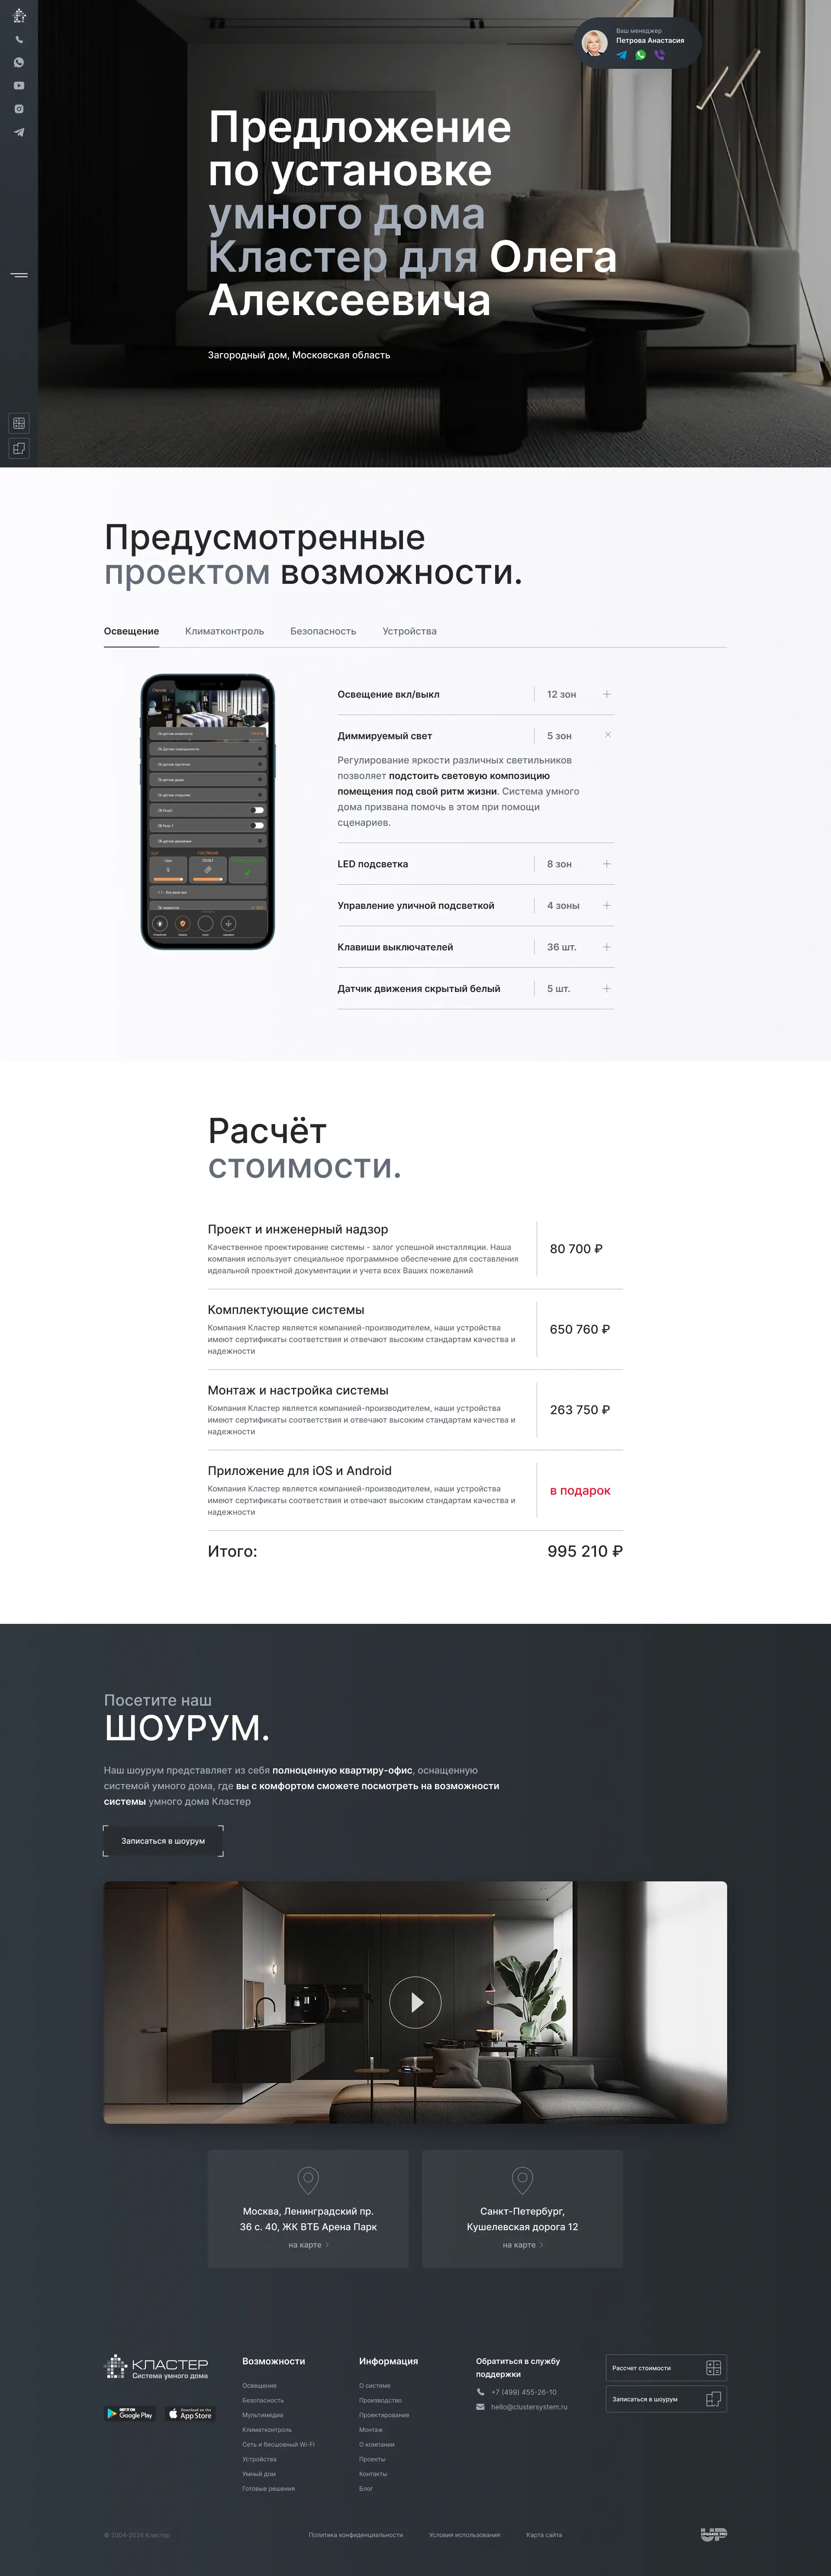 Ваш менеджер
Петрова Анастасия
Предложение
по установке
умного дома
Кластер для Олега
Алексеевича
Загородный дом, Московская область
Предусмотренные
проектом возможности.
Освещение Климатконтроль Безопасность Устройства
Освещение вкл/выкл 12 зон
Диммируемый свет 5 зон
Регулирование яркости различных светильников
позволяет подстоить световую композицию
помещения под свой ритм жизни. Система умного
дома призвана помочь в этом при помощи
сценариев.
LED подсветка 8 зон
Управление уличной подсветкой 4 зоны
Клавиши выключателей 36 шт.
Датчик движения скрытый белый 5 шт.
ГОСТИНАЯ
Свет
Расчёт
стоимости.
Проект и инженерный надзор
Качественное проектирование системы - залог успешной инсталляции. Наша
компания использует специальное программное обеспечение для составления
идеальной проектной документации и учета всех Ваших пожеланий
80 700 ₽
Комплектующие системы
Компания Кластер является компанией-производителем, наши устройства
имеют сертификаты соответствия и отвечают высоким стандартам качества и
надежности
650 760 ₽
Монтаж и настройка системы
Компания Кластер является компанией-производителем, наши устройства
имеют сертификаты соответствия и отвечают высоким стандартам качества и
надежности
263 750 ₽
Приложение для iOS и Android
Компания Кластер является компанией-производителем, наши устройства
имеют сертификаты соответствия и отвечают высоким стандартам качества и
надежности
в подарок
Итого: 995 210 ₽
Посетите наш
ШОУРУМ.
Наш шоурум представляет из себя полноценную квартиру-офис, оснащенную
системой умного дома, где вы с комфортом сможете посмотреть на возможности
системы умного дома Кластер
Записаться в шоурум
Москва, Ленинградский пр.
36 с. 40, ЖК ВТБ Арена Парк
на карте
Санкт-Петербург,
Кушелевская дорога 12
на карте
КЛАСТЕР
Система умного дома
GET IT ON
Google Play
Download on the
App Store
Возможности
Освещение
Безопасность
Мультимедиа
Климатконтроль
Сеть и бесшовный Wi-Fi
Устройства
Умный дом
Готовые решения
Информация
О системе
Производство
Проектирование
Монтаж
О компании
Проекты
Контакты
Блог
Обратиться в службу
поддержки
+7 (499) 455-26-10
hello@clustersystem.ru
Рассчет стоимости
Записаться в шоурум
© 2004-2024 Кластер
Политика конфиденциальности Условия использования Карта сайта
UP